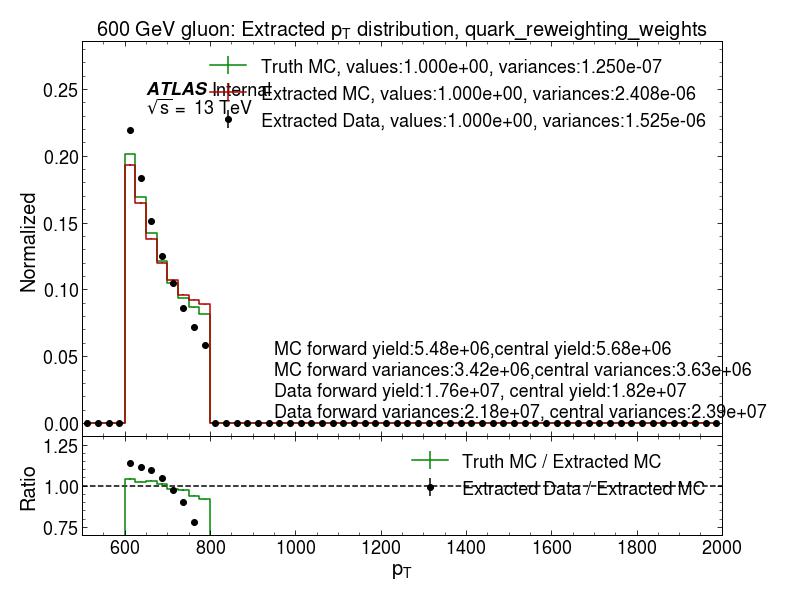 600 GeV gluon: Extracted pT distribution, quark_reweighting_weights
Normalized
0.25
0.20
0.15
0.10
0.05
0.00
ATLAS Internal
√s = 13 TeV
Truth MC, values:1.000e+00, variances:1.250e-07
Extracted MC, values:1.000e+00, variances:2.408e-06
Extracted Data, values:1.000e+00, variances:1.525e-06
MC forward yield:5.48e+06,central yield:5.68e+06
MC forward variances:3.42e+06,central variances:3.63e+06
Data forward yield:1.76e+07, central yield:1.82e+07
Data forward variances:2.18e+07, central variances:2.39e+07
Ratio
1.25
1.00
0.75
Truth MC / Extracted MC
Extracted Data / Extracted MC
600 800 1000 1200 1400 1600 1800 2000
pT